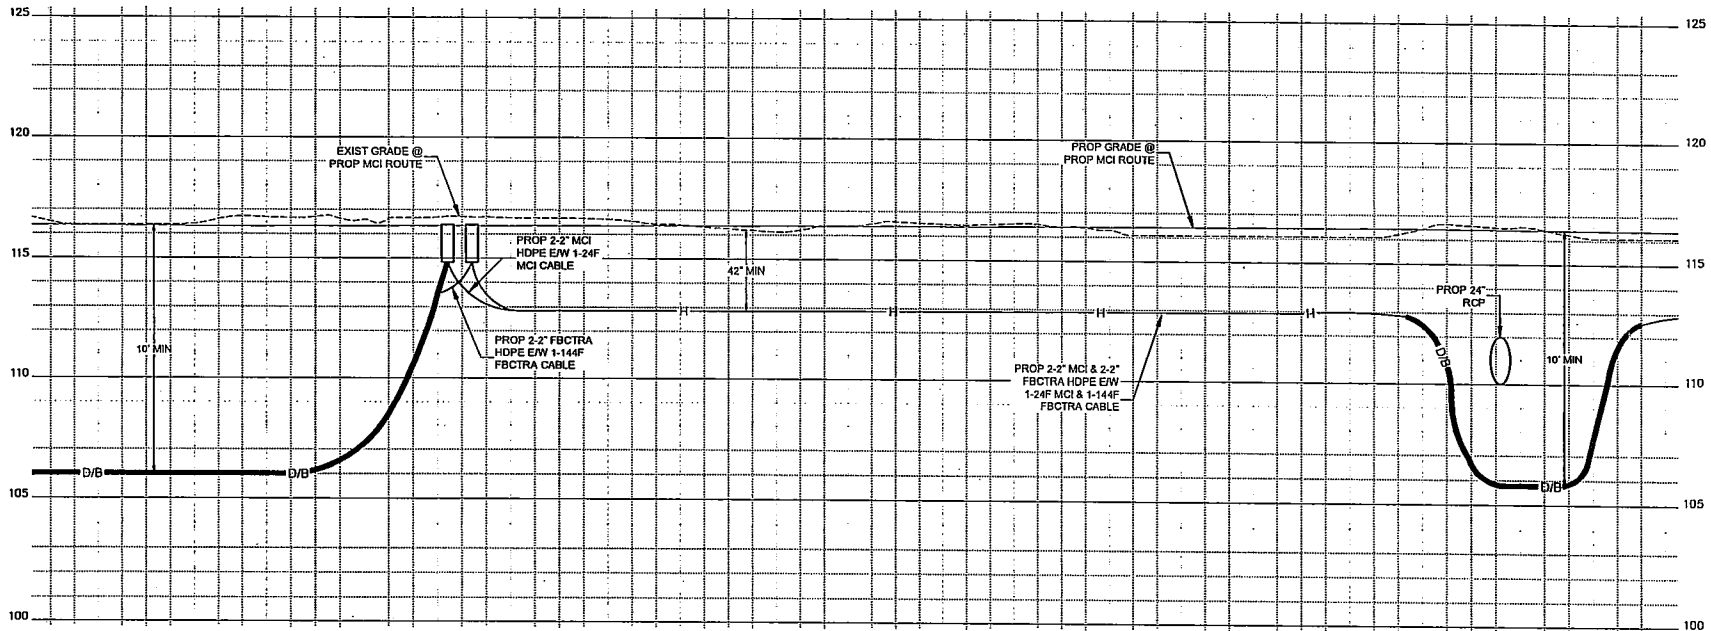 125
125
120
120
EXIST GRADE @
PROP MCI ROUTE
PROP GRADE @
PROP MCI ROUTE
115
115
PROP 2-2" MCI
HDPE E/W 1-24F
MCI CABLE
42" MIN
PROP 24"
RCP
10' MIN
PROP 2-2" FBCTRA
HDPE E/W 1-144F
FBCTRA CABLE
H
H
H
H
D/B
10' MIN
PROP 2-2" MCI & 2-2"
FBCTRA HDPE E/W
1-24F MCI & 1-144F
FBCTRA CABLE
110
110
D/B
D/B
D/B
105
105
100
100